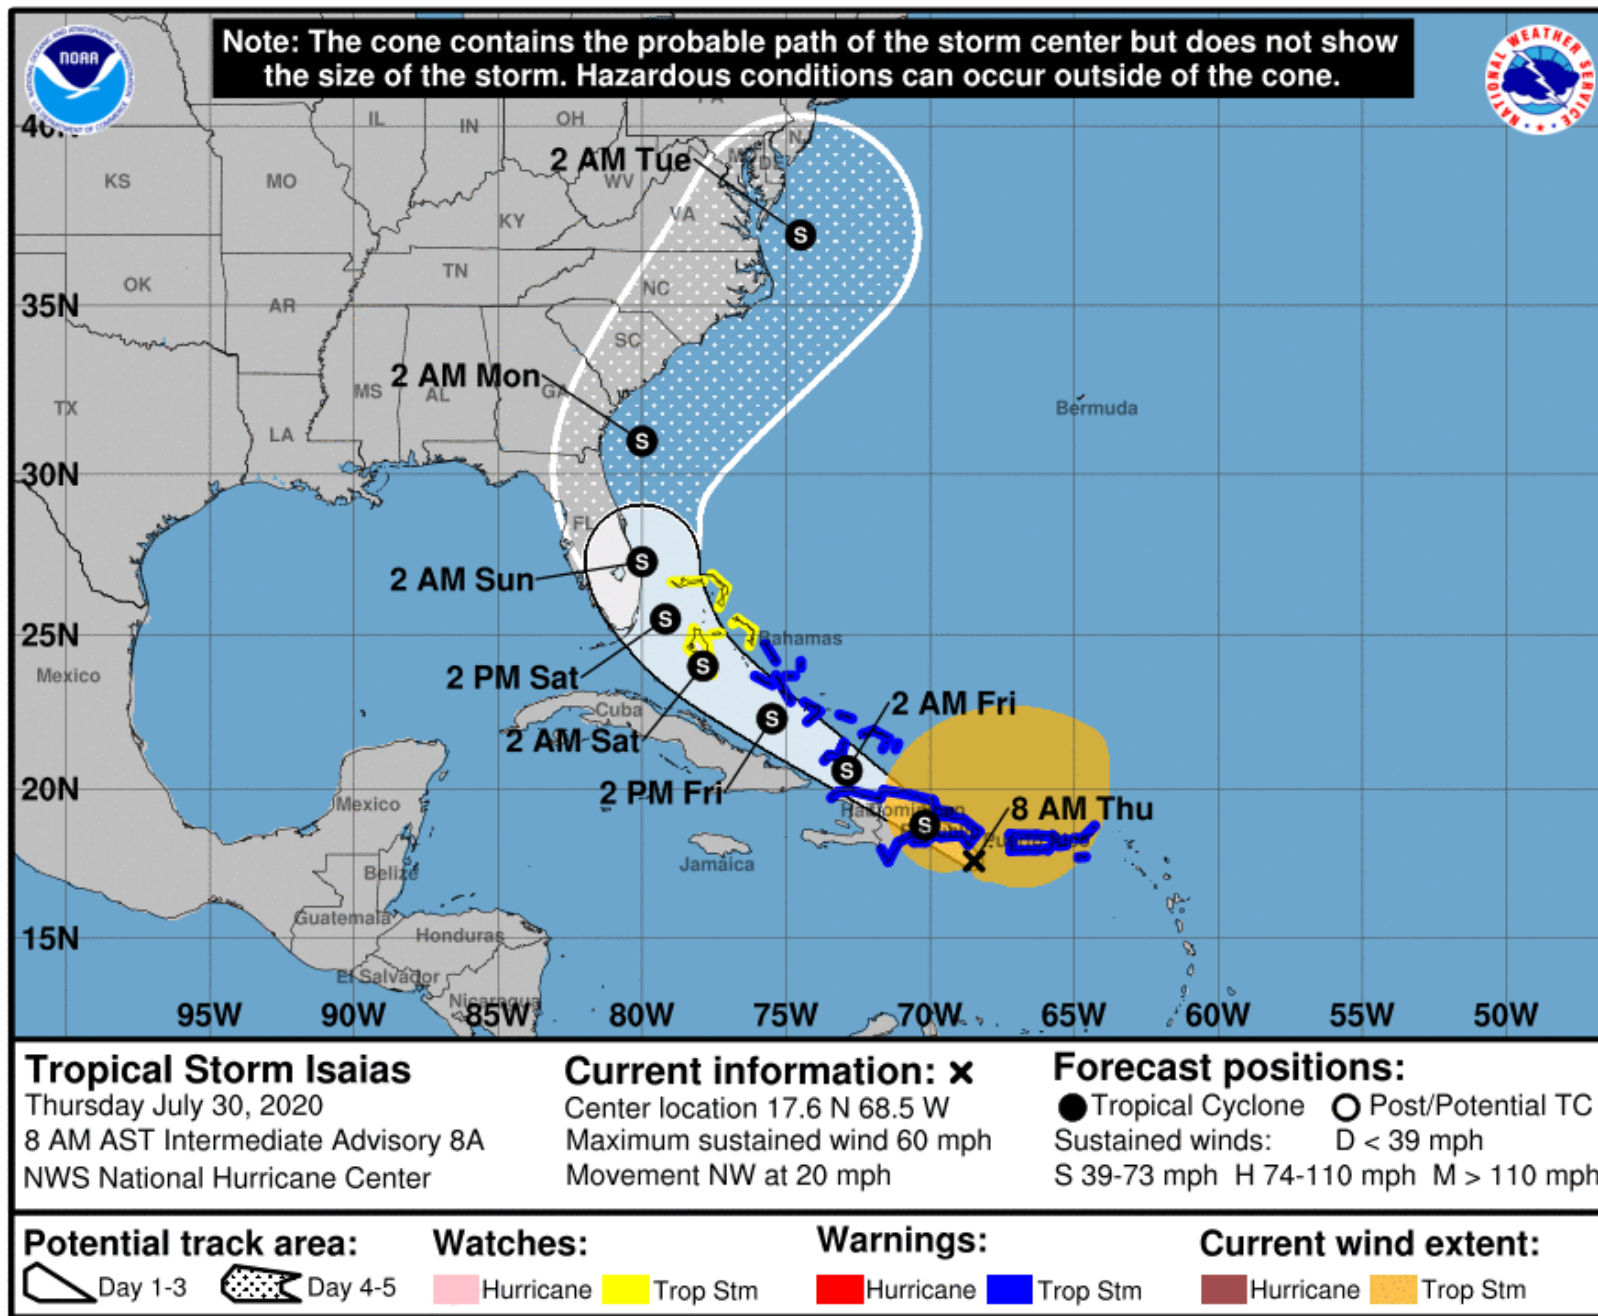 Note: The cone contains the probable path of the storm center but does not show
the size of the storm. Hazardous conditions can occur outside of the cone.
NOAA
NATIONAL WEATHER SERVICE
40N
IL
IN
OH
PA
NJ
2 AM Tue
DE
KS
MO
WV
KY
VA
OK
TN
NC
35N
AR
SC
2 AM Mon
MS
AL
GA
TX
LA
Bermuda
30N
FL
2 AM Sun
25N
Bahamas
Mexico
2 PM Sat
Cuba
2 AM Fri
2 AM Sat
2 PM Fri
20N
Mexico
8 AM Thu
Jamaica
Belize
Guatemala
Honduras
15N
El Salvador
Nicaragua
95W 90W 85W 80W 75W 70W 65W 60W 55W 50W
S
S
S
S
S
S
S
S
Tropical Storm Isaias
Thursday July 30, 2020
8 AM AST Intermediate Advisory 8A
NWS National Hurricane Center
Current information: x
Center location 17.6 N 68.5 W
Maximum sustained wind 60 mph
Movement NW at 20 mph
Forecast positions:
Tropical Cyclone Post/Potential TC
Sustained winds: D < 39 mph
S 39-73 mph H 74-110 mph M > 110 mph
Potential track area:
Day 1-3 Day 4-5
Watches:
Hurricane Trop Stm
Warnings:
Hurricane Trop Stm
Current wind extent:
Hurricane Trop Stm